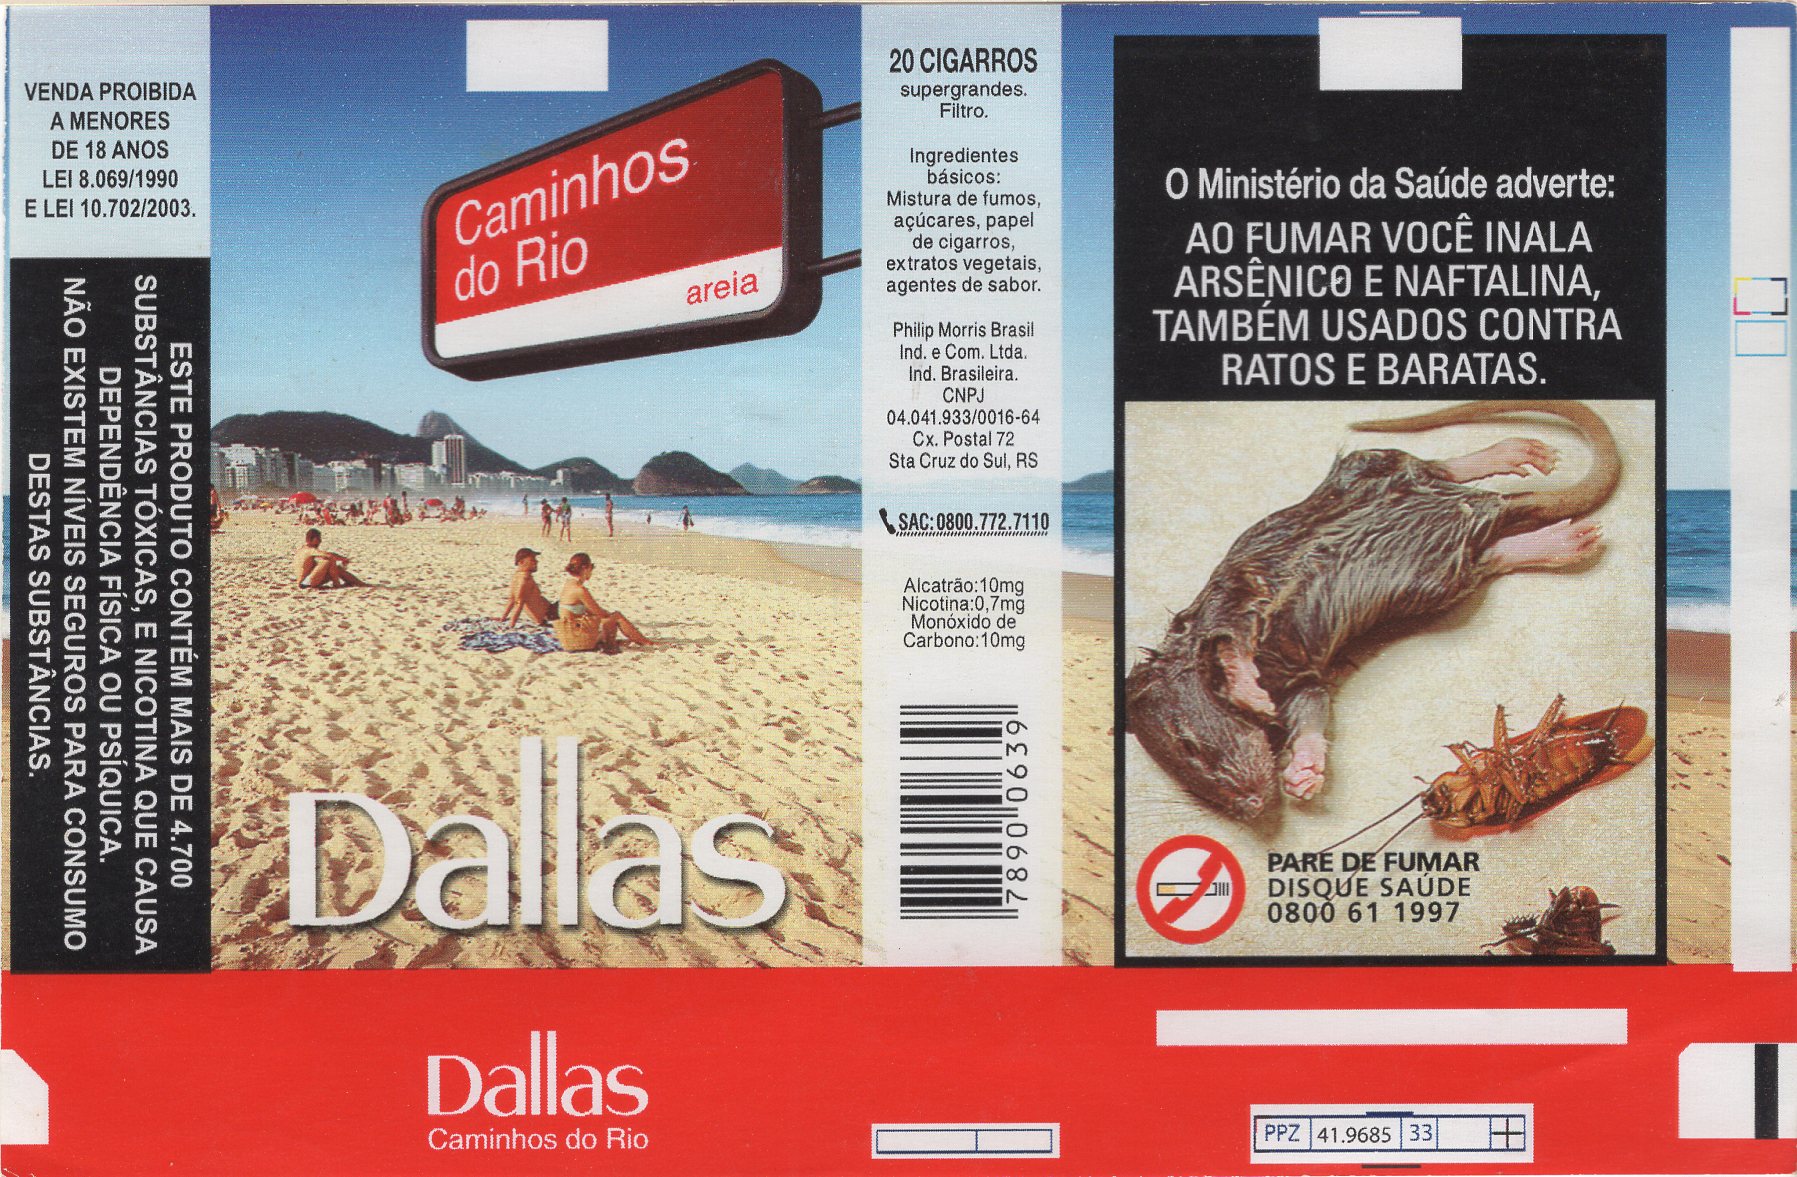 VENDA PROIBIDA
A MENORES
DE 18 ANOS
LEI 8.069/1990
E LEI 10.702/2003.
ESTE PRODUTO CONTÉM MAIS DE 4.700
SUBSTÂNCIAS TÓXICAS, E NICOTINA QUE CAUSA
DEPENDÊNCIA FÍSICA OU PSÍQUICA.
NÃO EXISTEM NÍVEIS SEGUROS PARA CONSUMO
DESTAS SUBSTÂNCIAS.
Caminhos
do Rio
areia
Dallas
20 CIGARROS
supergrandes.
Filtro.
Ingredientes
básicos:
Mistura de fumos,
açúcares, papel
de cigarros,
extratos vegetais,
agentes de sabor.
Philip Morris Brasil
Ind. e Com. Ltda.
Ind. Brasileira.
CNPJ
04.041.933/0016-64
Cx. Postal 72
Sta Cruz do Sul, RS
SAC:0800.772.7110
Alcatrão:10mg
Nicotina:0,7mg
Monóxido de
Carbono:10mg
78900639
O Ministério da Saúde adverte:
AO FUMAR VOCÊ INALA
ARSÊNICO E NAFTALINA,
TAMBÉM USADOS CONTRA
RATOS E BARATAS.
PARE DE FUMAR
DISQUE SAÚDE
0800 61 1997
Dallas
Caminhos do Rio
PPZ 41.9685 33